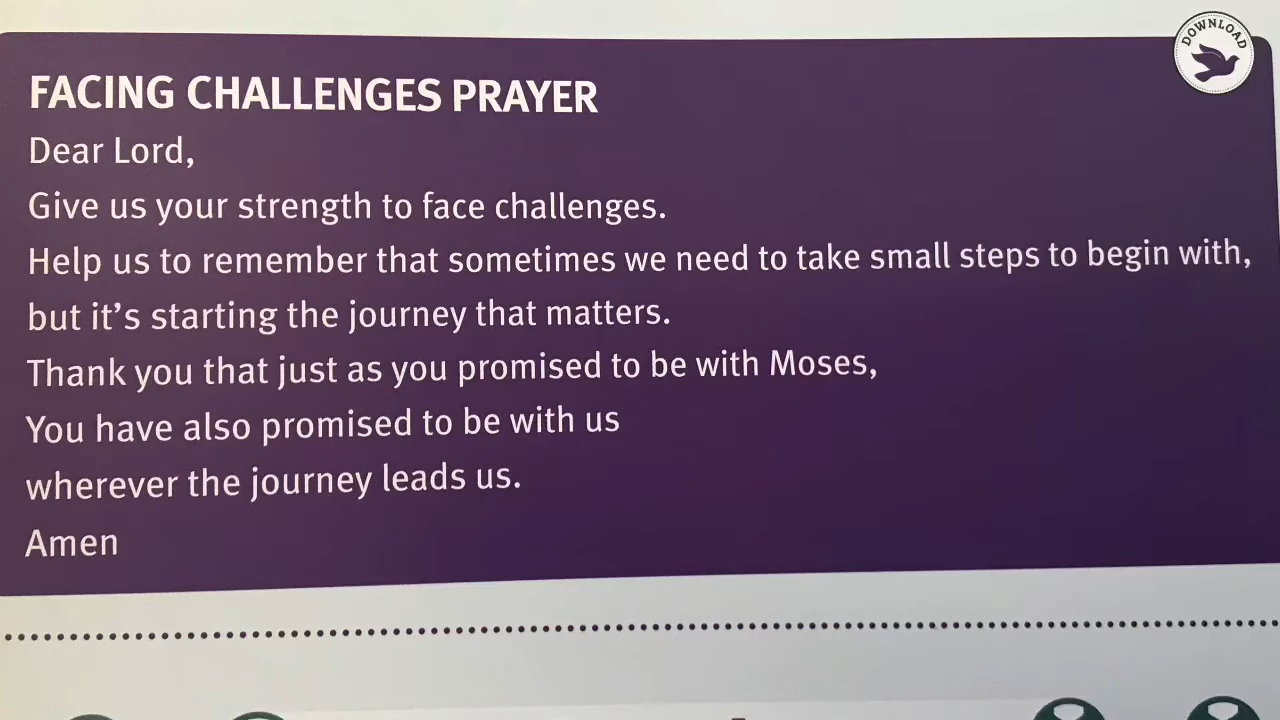 DOWNLOAD
FACING CHALLENGES PRAYER
Dear Lord,
Give us your strength to face challenges.
Help us to remember that sometimes we need to take small steps to begin with,
but it's starting the journey that matters.
Thank you that just as you promised to be with Moses,
You have also promised to be with us
wherever the journey leads us.
Amen